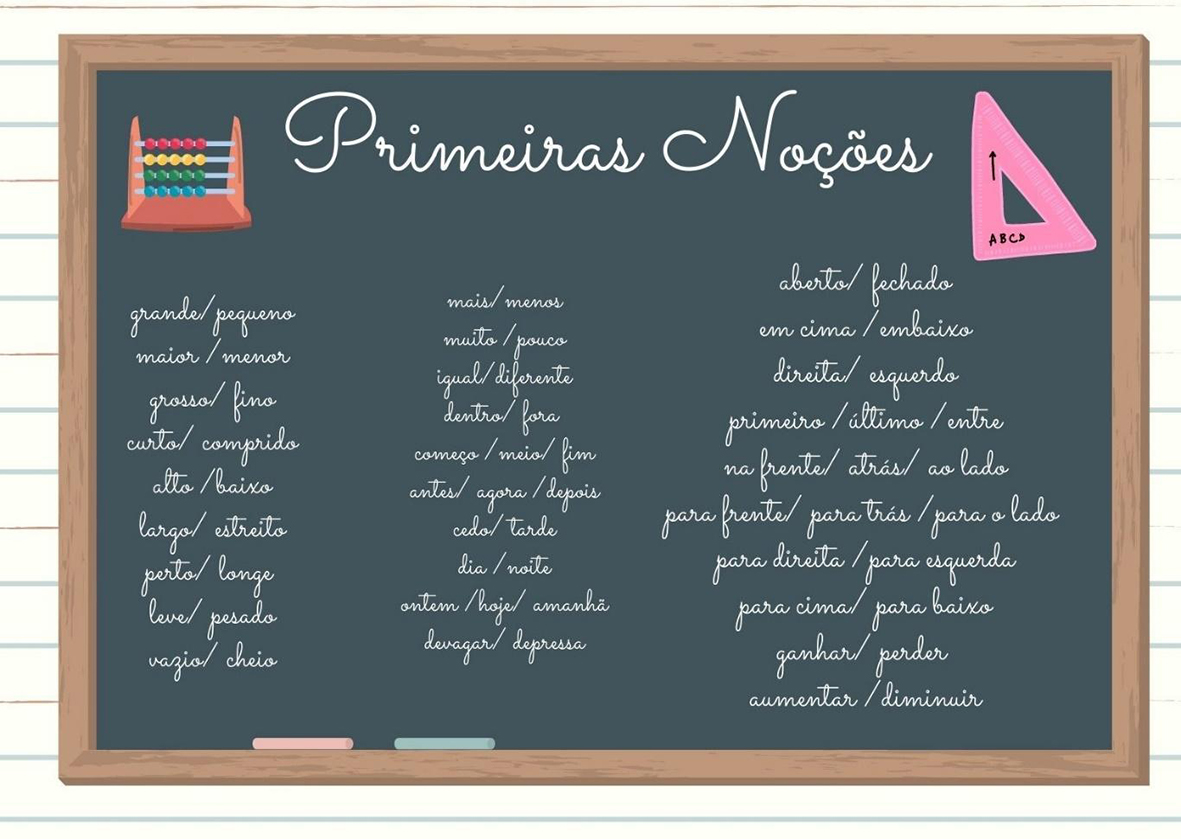 Primeiras Noções
ABCD
grande/pequeno
maior /menor
grosso/ fino
curto/ comprido
alto /baixo
largo/ estreito
perto/ longe
leve/ pesado
vazio/ cheio
mais/ menos
muito /pouco
igual/diferente
dentro/ fora
começo /meio/ fim
antes/ agora /depois
cedo/ tarde
dia /noite
ontem /hoje/ amanhã
devagar/ depressa
aberto/ fechado
em cima /embaixo
direita/ esquerdo
primeiro /último /entre
na frente/ atrás/ ao lado
para frente/ para trás /para o lado
para direita /para esquerda
para cima/ para baixo
ganhar/ perder
aumentar /diminuir